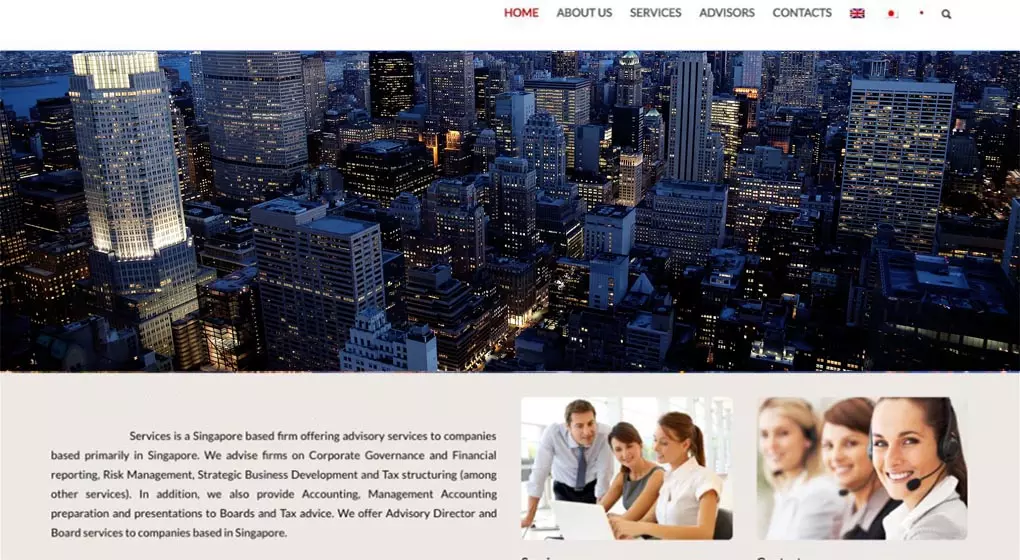 HOME ABOUT US SERVICES ADVISORS CONTACTS
Services is a Singapore based firm offering advisory services to companies
based primarily in Singapore. We advise firms on Corporate Governance and Financial
reporting, Risk Management, Strategic Business Development and Tax structuring (among
other services). In addition, we also provide Accounting, Management Accounting
preparation and presentations to Boards and Tax advice. We offer Advisory Director and
Board services to companies based in Singapore.